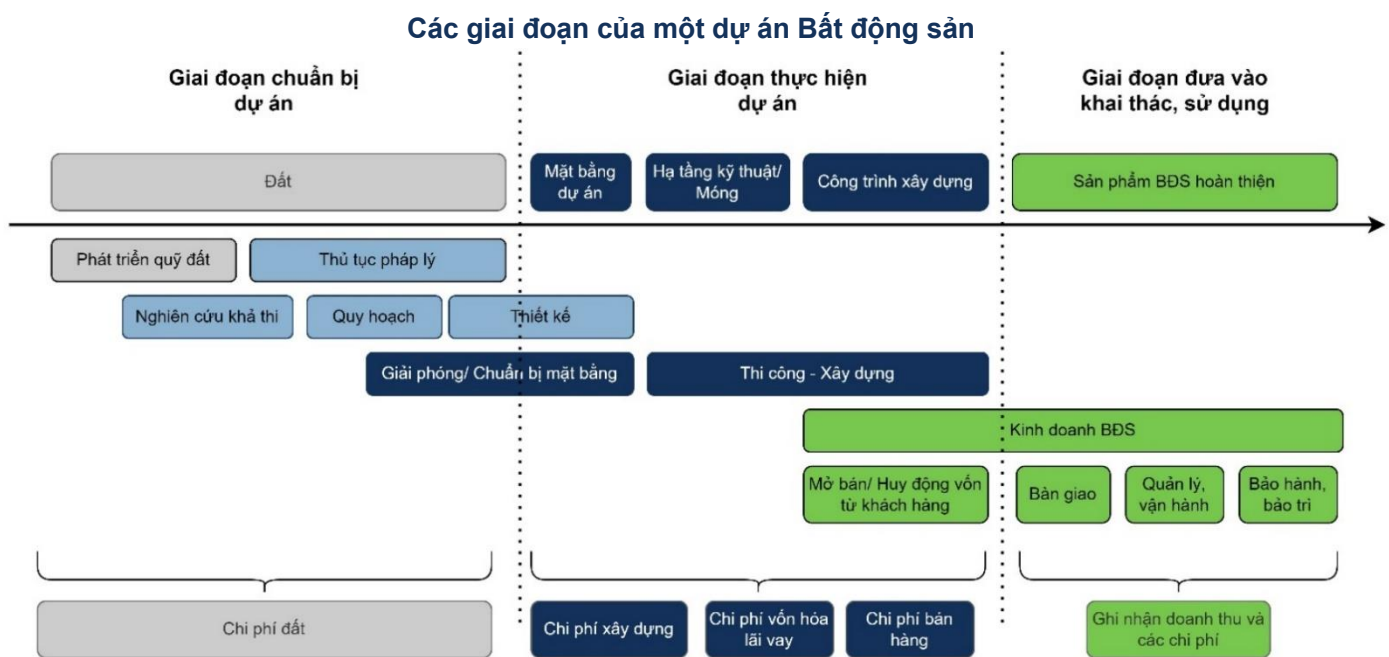 Các giai đoạn của một dự án Bất động sản
Giai đoạn chuẩn bị
dự án
Giai đoạn thực hiện
dự án
Giai đoạn đưa vào
khai thác, sử dụng
Đất
Mặt bằng
dự án
Hạ tầng kỹ thuật/
Móng
Công trình xây dựng
Sản phẩm BĐS hoàn thiện
Phát triển quỹ đất
Thủ tục pháp lý
Nghiên cứu khả thi
Quy hoạch
Thiết kế
Giải phóng/ Chuẩn bị mặt bằng
Thi công - Xây dựng
Kinh doanh BĐS
Mở bán/ Huy động vốn
từ khách hàng
Bàn giao
Quản lý,
vận hành
Bảo hành,
bảo trì
Chi phí đất
Chi phí xây dựng
Chi phí vốn hóa
lãi vay
Chi phí bán
hàng
Ghi nhận doanh thu và
các chi phí